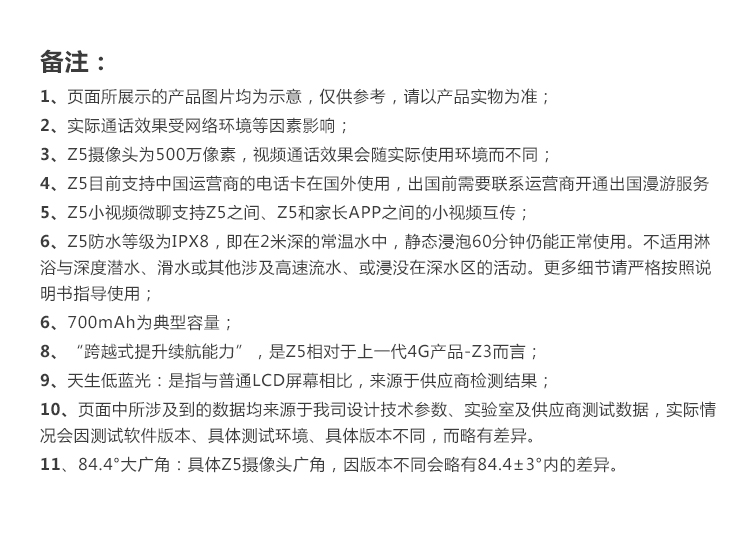 备注：
1、页面所展示的产品图片均为示意，仅供参考，请以产品实物为准；
2、实际通话效果受网络环境等因素影响；
3、Z5摄像头为500万像素，视频通话效果会随实际使用环境而不同；
4、Z5目前支持中国运营商的电话卡在国外使用，出国前需要联系运营商开通出国漫游服务
5、Z5小视频微聊支持Z5之间、Z5和家长APP之间的小视频互传；
6、Z5防水等级为IPX8，即在2米深的常温水中，静态浸泡60分钟仍能正常使用。不适用淋
浴与深度潜水、滑水或其他涉及高速流水、或浸没在深水区的活动。更多细节请严格按照说
明书指导使用；
6、700mAh为典型容量；
8、“跨越式提升续航能力”，是Z5相对于上一代4G产品-Z3而言；
9、天生低蓝光：是指与普通LCD屏幕相比，来源于供应商检测结果；
10、页面中所涉及到的数据均来源于我司设计技术参数、实验室及供应商测试数据，实际情
况会因测试软件版本、具体测试环境、具体版本不同，而略有差异。
11、84.4°大广角：具体Z5摄像头广角，因版本不同会略有84.4±3°内的差异。